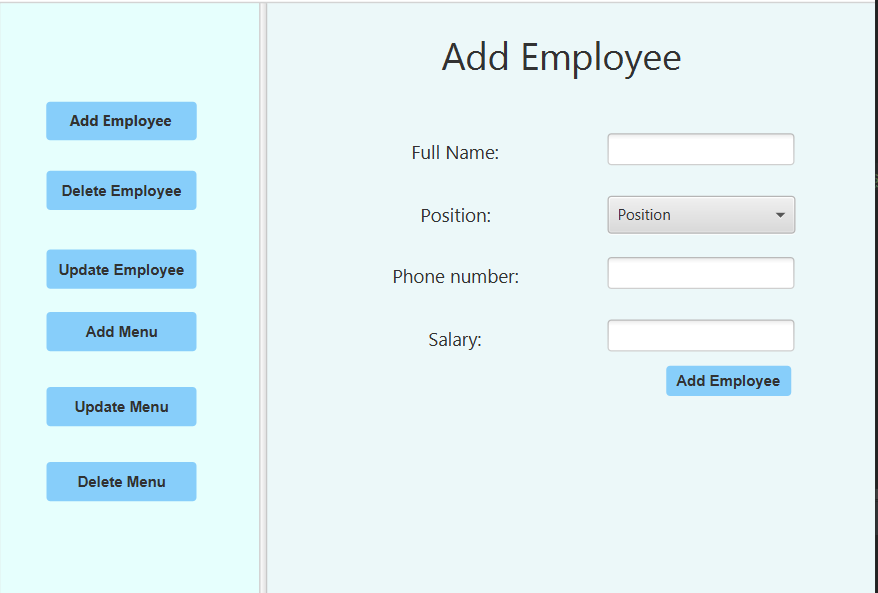 Add Employee
Delete Employee
Update Employee
Add Menu
Update Menu
Delete Menu
Add Employee
Full Name:
Position:
Position
Phone number:
Salary:
Add Employee